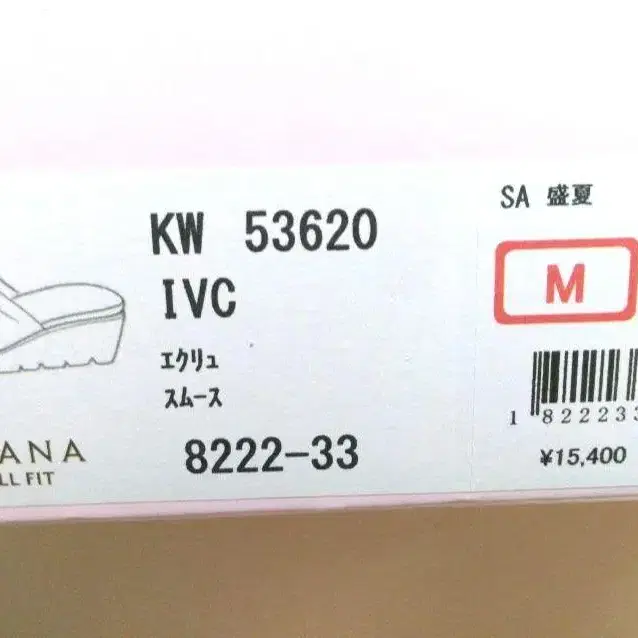 KW 53620
IVC
ｴｸﾘｭ
ｽﾑｰｽ
8222-33
ANA
LL FIT
SA 盛夏
M
1 822233
¥15,400